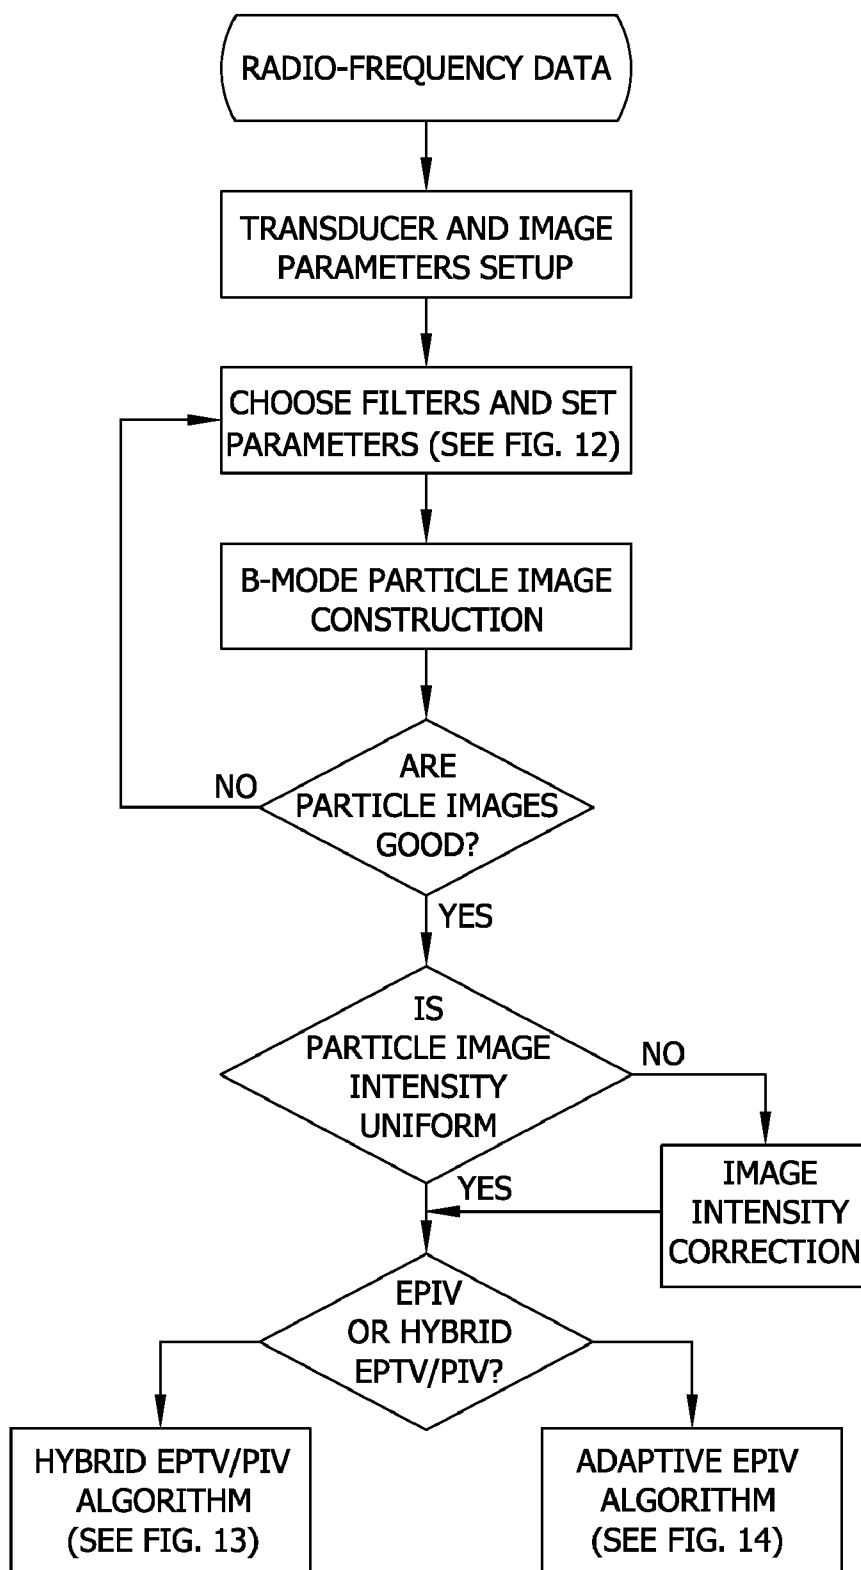 RADIO-FREQUENCY DATA
TRANSDUCER AND IMAGE
PARAMETERS SETUP
CHOOSE FILTERS AND SET
PARAMETERS (SEE FIG. 12)
B-MODE PARTICLE IMAGE
CONSTRUCTION
ARE
PARTICLE IMAGES
GOOD?
NO
YES
IS
PARTICLE IMAGE
INTENSITY
UNIFORM
NO
YES
IMAGE
INTENSITY
CORRECTION
EPIV
OR HYBRID
EPTV/PIV?
HYBRID EPTV/PIV
ALGORITHM
(SEE FIG. 13)
ADAPTIVE EPIV
ALGORITHM
(SEE FIG. 14)